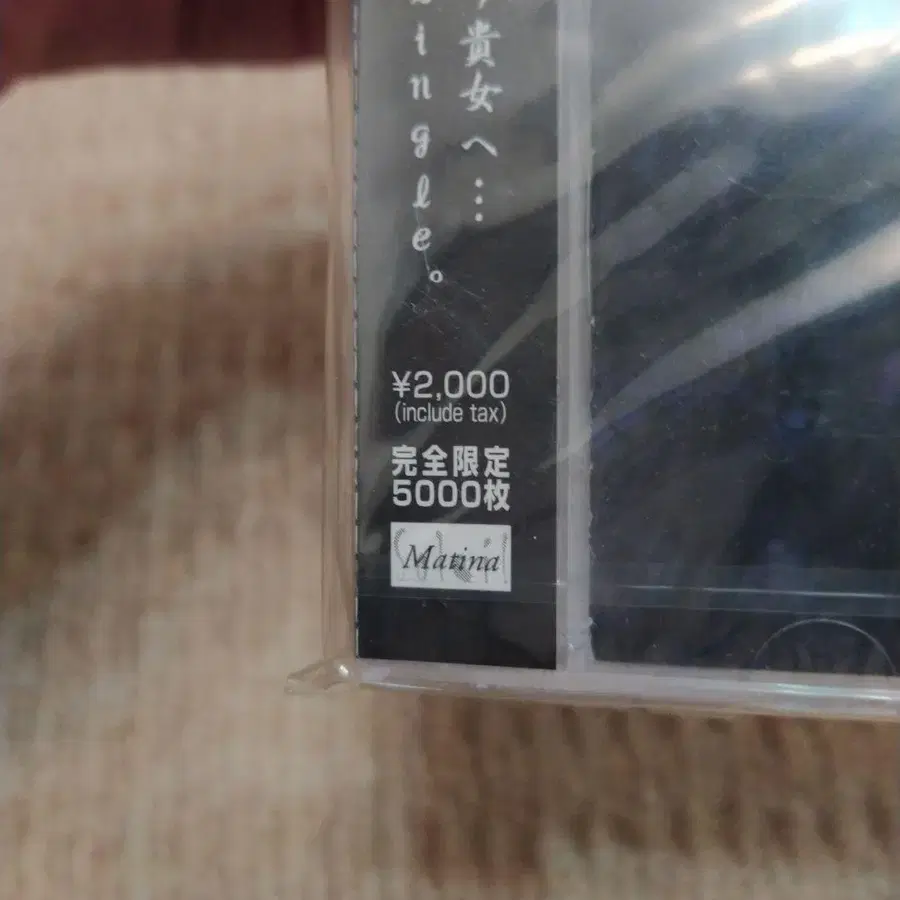 貴女へ…
ingle。
¥2,000
(include tax)
完全限定
5000枚
Matina